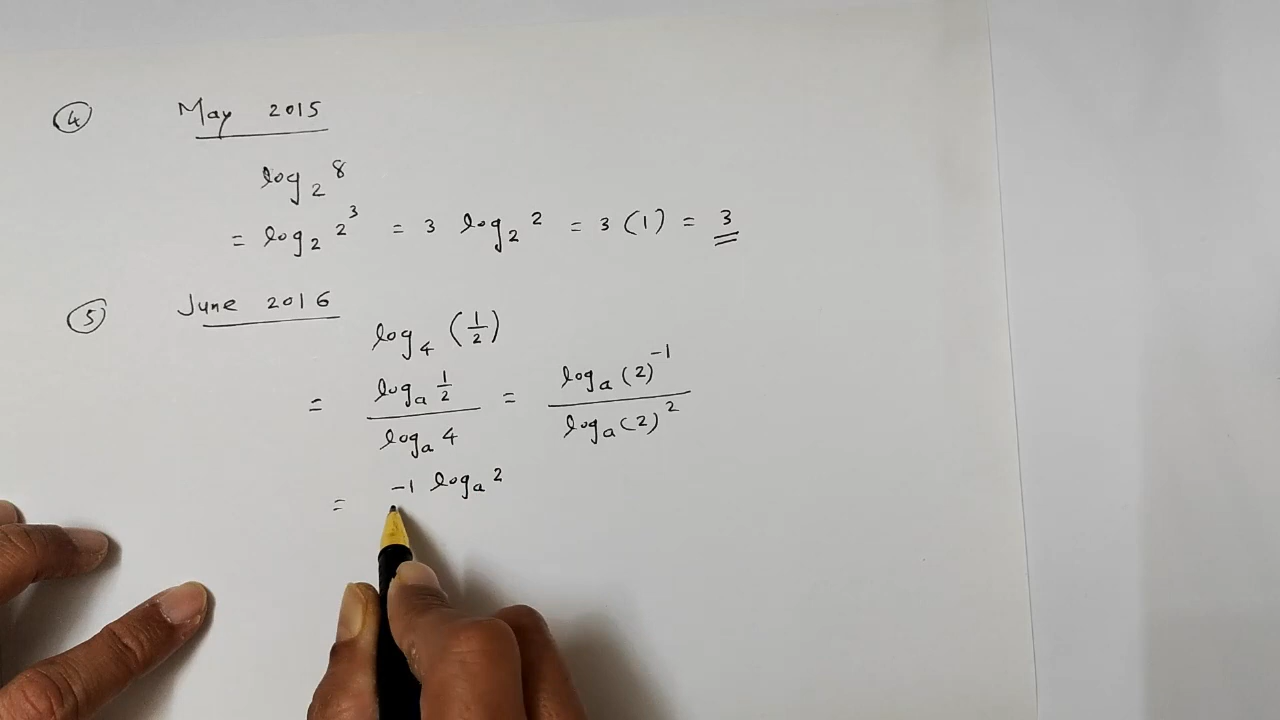 ④ May 2015
log₂ 8
= log₂ 2³ = 3 log₂ 2 = 3 (1) = 3
⑤ June 2016
log₄ (1/2)
= logₐ 1/2 / logₐ 4 = logₐ (2)⁻¹ / logₐ (2)²
= -1 logₐ 2